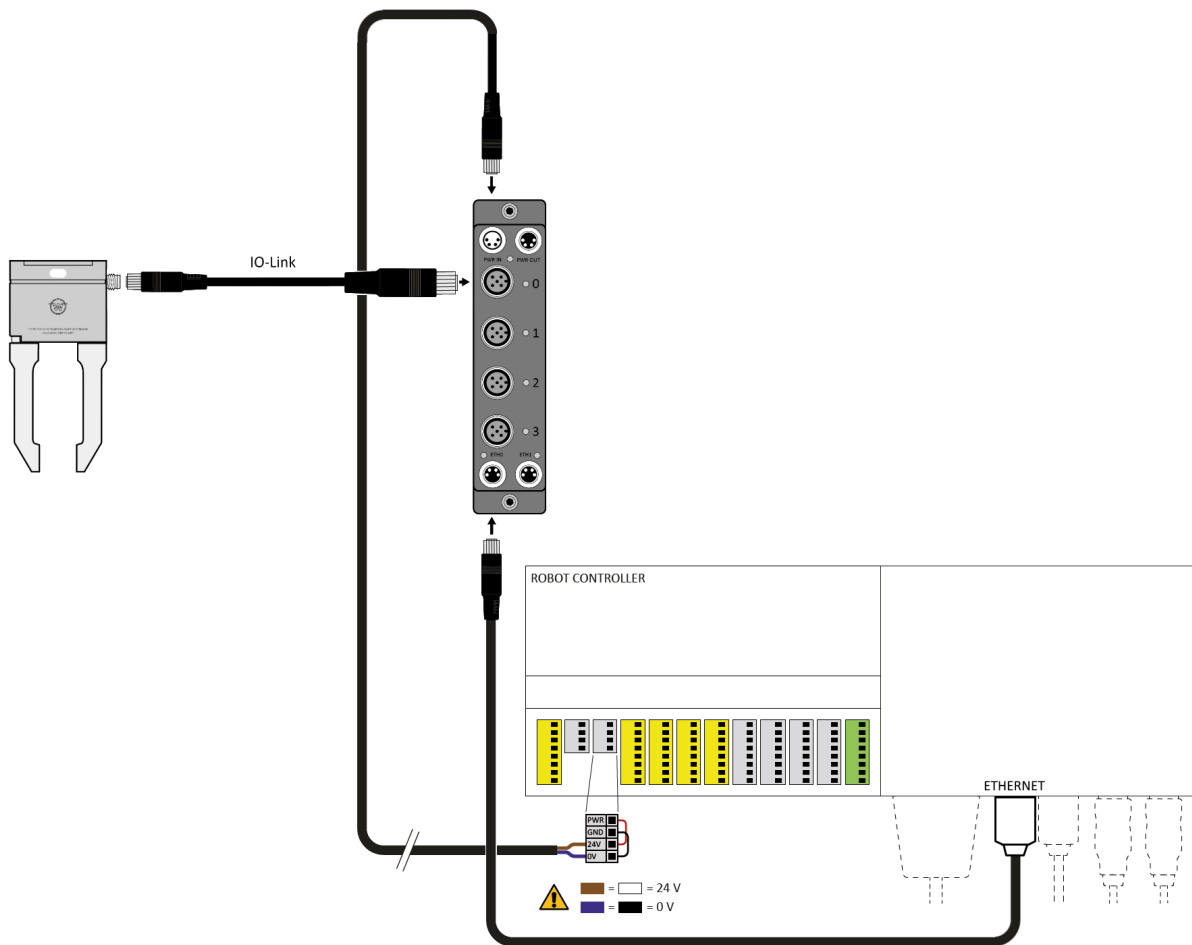 IO-Link
PWR IN
PWR OUT
0
1
2
3
ETH0
ETH1
ROBOT CONTROLLER
ETHERNET
PWR
GND
24V
0V
= = 24 V
= = 0 V